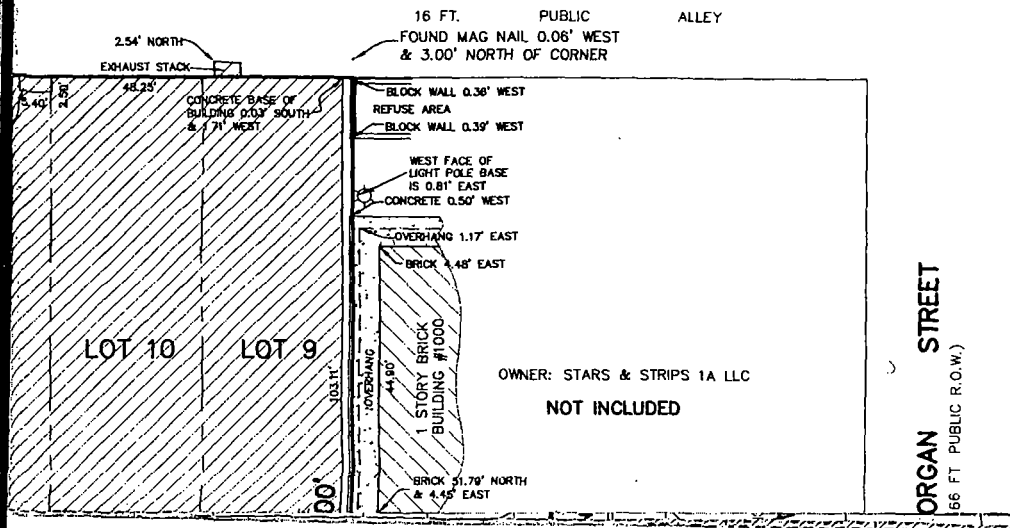 16 FT. PUBLIC ALLEY
FOUND MAG NAIL 0.06' WEST
& 3.00' NORTH OF CORNER
2.54' NORTH
EXHAUST STACK
48.25'
3.40'
2.50'
CONCRETE BASE OF
BUILDING 0.03' SOUTH
& 1.71' WEST
BLOCK WALL 0.38' WEST
REFUSE AREA
BLOCK WALL 0.39' WEST
WEST FACE OF
LIGHT POLE BASE
IS 0.81' EAST
CONCRETE 0.50' WEST
OVERHANG 1.17' EAST
BRICK 4.48' EAST
LOT 10
LOT 9
103.11'
OVERHANG
44.90'
1 STORY BRICK
BUILDING #1000
OWNER: STARS & STRIPS 1A LLC
NOT INCLUDED
BRICK 51.79' NORTH
& 4.45' EAST
00'
ORGAN STREET
66 FT PUBLIC R.O.W.)